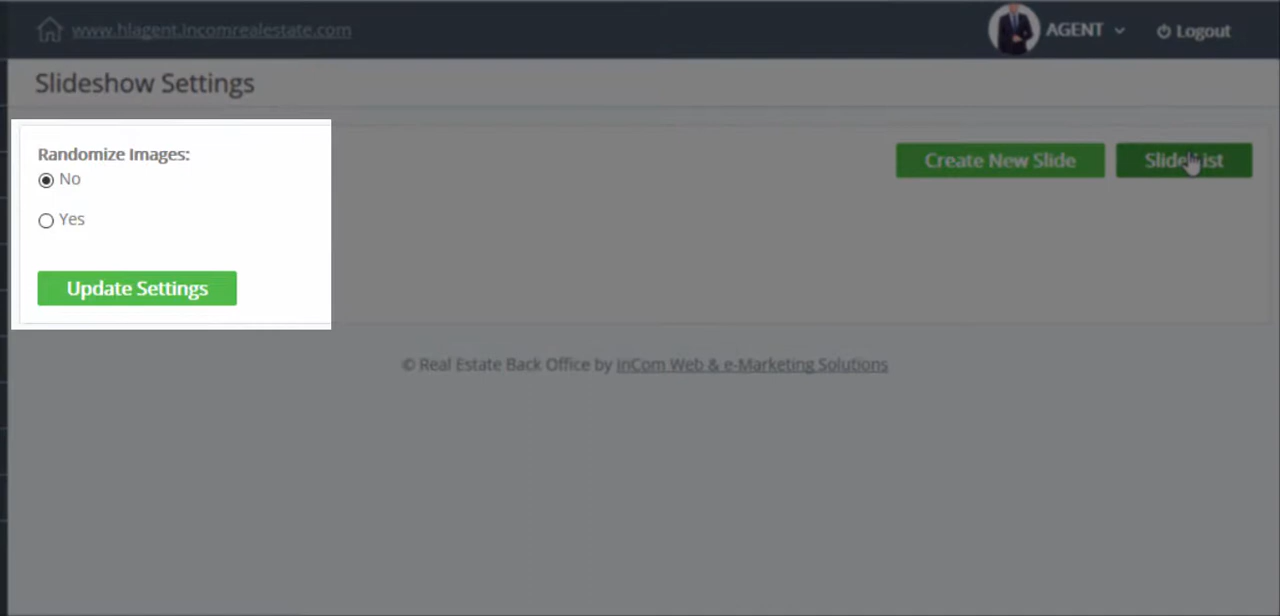 www.hlagent.incomrealestate.com
AGENT
Logout
Slideshow Settings
Randomize Images:
No
Yes
Update Settings
Create New Slide
Slide List
© Real Estate Back Office by inCom Web & e-Marketing Solutions